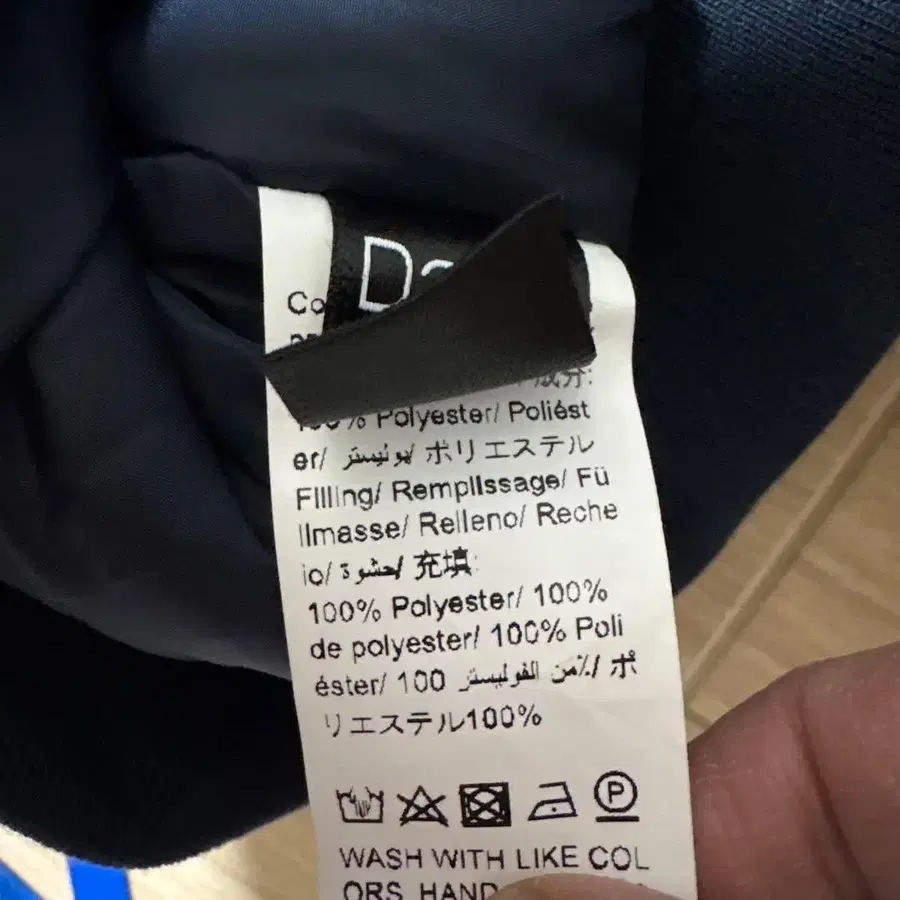 Co
成分:
100% Polyester/ Poliést
er/ بوليستر/ ポリエステル
Filling/ Remplissage/ Fü
llmasse/ Relleno/ Reche
io/ حشوة/ 充填:
100% Polyester/ 100%
de polyester/ 100% Poli
éster/ 100 ٪من الفوليستر/ ポ
リエステル100%
P
WASH WITH LIKE COL
ORS HAND